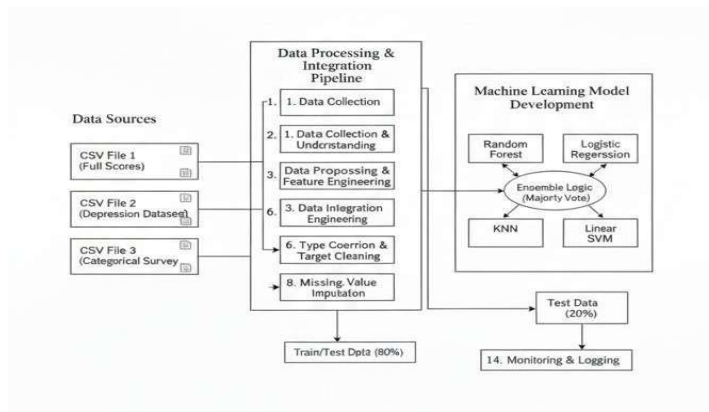 Data Processing &
Integration
Pipeline
1. 1. Data Collection
2. 1. Data Collection &
Undcrstanding
3. Data Propossing &
Feature Engineering
6. 3. Data Integration
Engineering
6. Type Coerrion &
Target Cleaning
8. Missing. Value
Imputalon
Train/Test Dpta (80%)
Data Sources
CSV File 1
(Full Scores)
CSV File 2
(Depression Datases)
CSV File 3
(Categorical Survey
Machine Learning Model
Development
Random
Forest
Logistic
Regerssion
Ensemble Logic
(Majorty Vote)
KNN
Linear
SVM
Test Data
(20%)
14. Monitoring & Logging